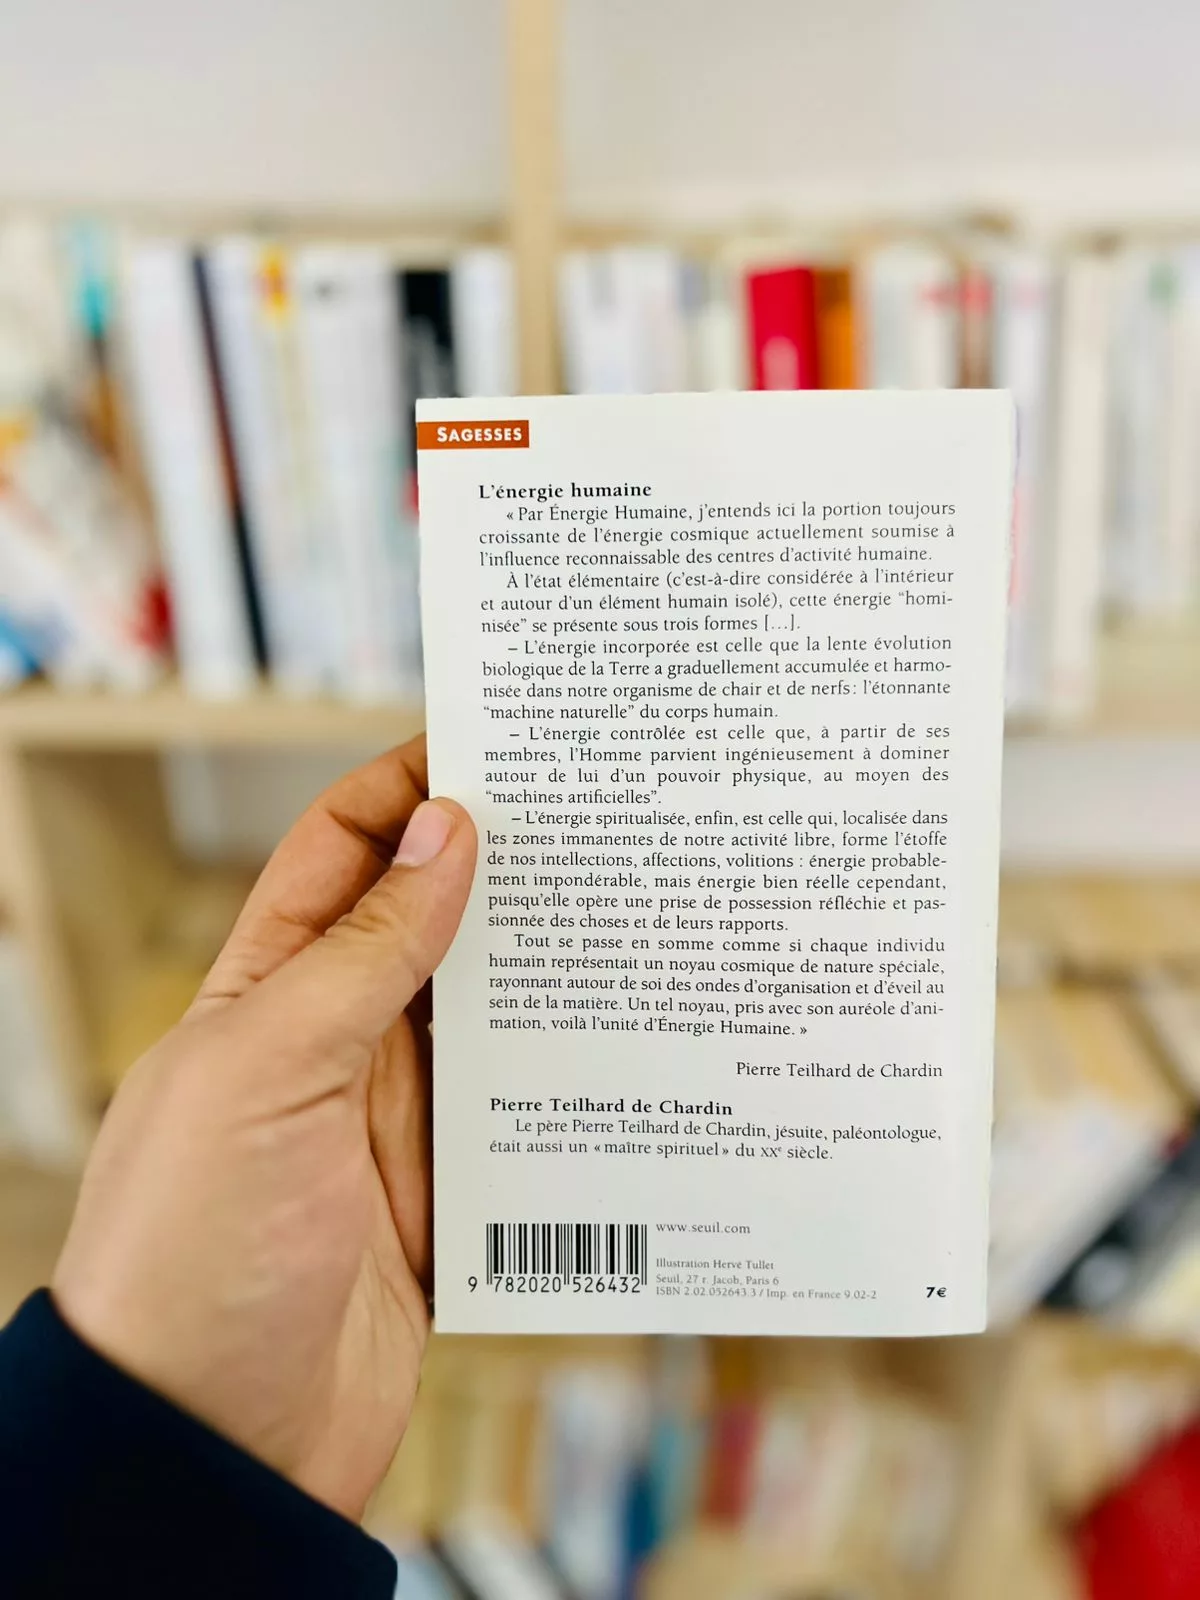 SAGESSES
L'énergie humaine
« Par Énergie Humaine, j'entends ici la portion toujours
croissante de l'énergie cosmique actuellement soumise à
l'influence reconnaissable des centres d'activité humaine.
À l'état élémentaire (c'est-à-dire considérée à l'intérieur
et autour d'un élément humain isolé), cette énergie "homi-
nisée" se présente sous trois formes [...].
– L'énergie incorporée est celle que la lente évolution
biologique de la Terre a graduellement accumulée et harmo-
nisée dans notre organisme de chair et de nerfs : l'étonnante
"machine naturelle" du corps humain.
– L'énergie contrôlée est celle que, à partir de ses
membres, l'Homme parvient ingénieusement à dominer
autour de lui d'un pouvoir physique, au moyen des
"machines artificielles".
– L'énergie spiritualisée, enfin, est celle qui, localisée dans
les zones immanentes de notre activité libre, forme l'étoffe
de nos intellections, affections, volitions : énergie probable-
ment impondérable, mais énergie bien réelle cependant,
puisqu'elle opère une prise de possession réfléchie et pas-
sionnée des choses et de leurs rapports.
Tout se passe en somme comme si chaque individu
humain représentait un noyau cosmique de nature spéciale,
rayonnant autour de soi des ondes d'organisation et d'éveil au
sein de la matière. Un tel noyau, pris avec son auréole d'ani-
mation, voilà l'unité d'Énergie Humaine. »
Pierre Teilhard de Chardin
Pierre Teilhard de Chardin
Le père Pierre Teilhard de Chardin, jésuite, paléontologue,
était aussi un « maître spirituel » du XXe siècle.
www.seuil.com
Illustration Hervé Tullet
Seuil, 27 r. Jacob, Paris 6
ISBN 2.02.052643.3 / Imp. en France 9.02-2
7€
9 782020 526432